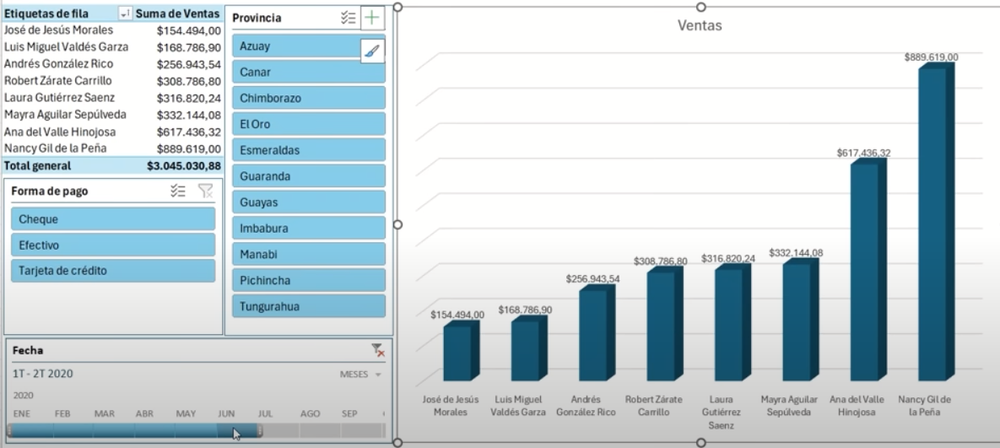 Etiquetas de fila Suma de Ventas
José de Jesús Morales $154.494,00
Luis Miguel Valdés Garza $168.786,90
Andrés González Rico $256.943,54
Robert Zárate Carrillo $308.786,80
Laura Gutiérrez Saenz $316.820,24
Mayra Aguilar Sepúlveda $332.144,08
Ana del Valle Hinojosa $617.436,32
Nancy Gil de la Peña $889.619,00
Total general $3.045.030,88
Forma de pago
Cheque
Efectivo
Tarjeta de crédito
Provincia
Azuay
Canar
Chimborazo
El Oro
Esmeraldas
Guaranda
Guayas
Imbabura
Manabi
Pichincha
Tungurahua
Fecha
1T - 2T 2020 MESES
2020
ENE FEB MAR ABR MAY JUN JUL AGO SEP
Ventas
$889.619,00
$617.436,32
$332.144,08
$316.820,24
$308.786,80
$256.943,54
$168.786,90
$154.494,00
José de Jesús
Morales
Luis Miguel
Valdés Garza
Andrés
González Rico
Robert Zárate
Carrillo
Laura
Gutiérrez
Saenz
Mayra Aguilar
Sepúlveda
Ana del Valle
Hinojosa
Nancy Gil de
la Peña